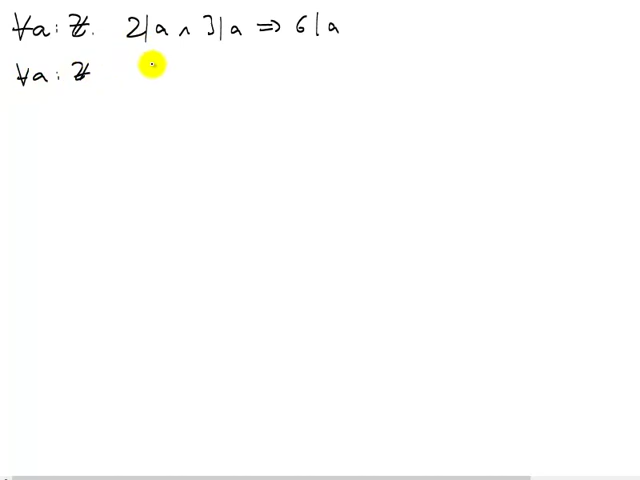 ∀a: ℤ. 2|a ∧ 3|a ⇒ 6|a
∀a: ℤ